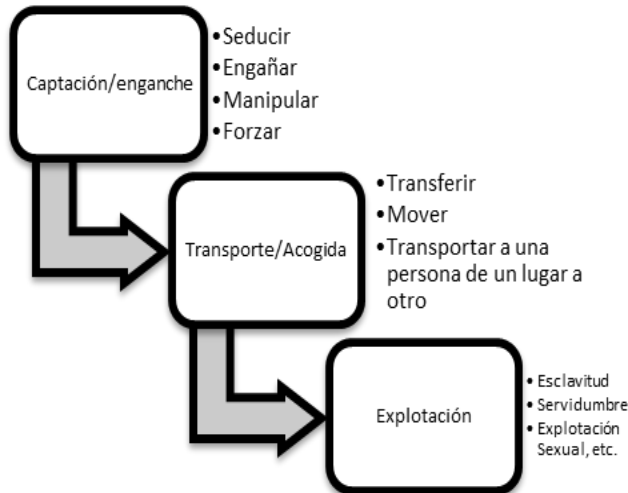 Captación/enganche
•Seducir
•Engañar
•Manipular
•Forzar
Transporte/Acogida
•Transferir
•Mover
•Transportar a una
persona de un lugar a
otro
Explotación
• Esclavitud
• Servidumbre
• Explotación
Sexual, etc.